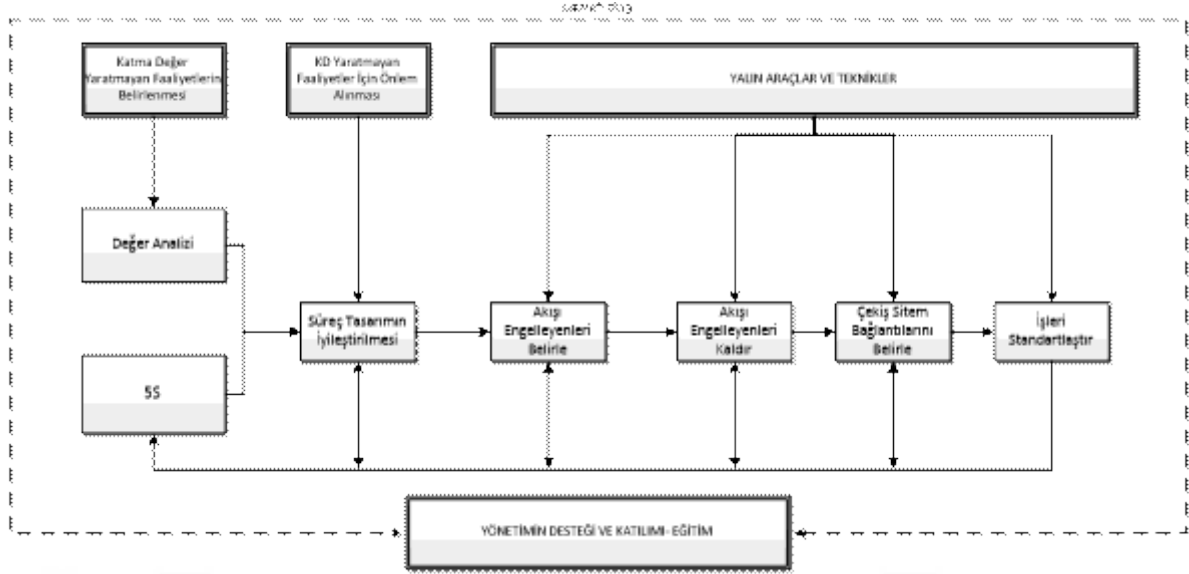 Katma Değer
Yaratmayan Faaliyetlerin
Belirlenmesi
KD Yaratmayan
Faaliyetler İçin Önlem
Alınması
YALIN ARAÇLAR VE TEKNİKLER
Değer Analizi
Süreç Tasarımın
İyileştirilmesi
Akışı
Engelleyenleri
Belirle
Akışı
Engelleyenleri
Kaldır
Çekiş Sitem
Bağlantılarını
Belirle
İşleri
Standartlaştır
5S
YÖNETİMİN DESTEĞİ VE KATILIMI- EĞİTİM